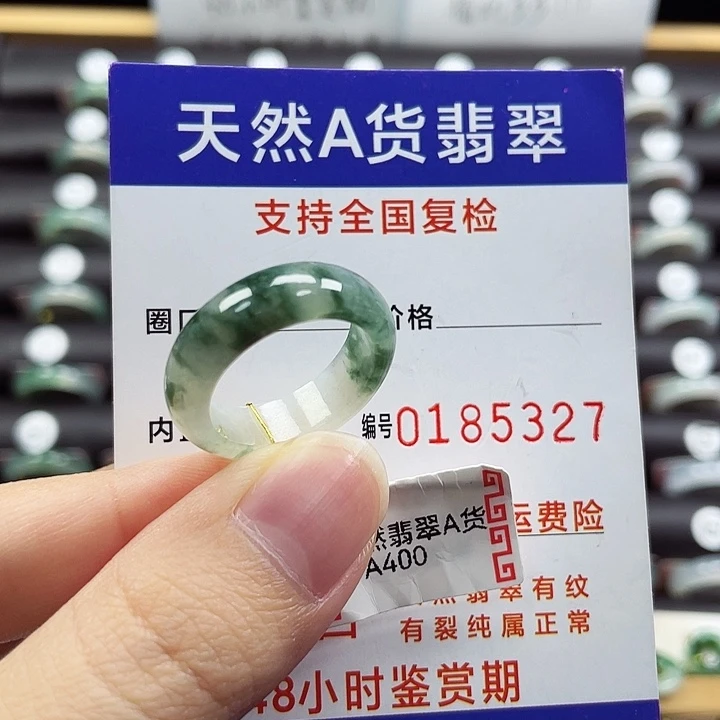 天然A货翡翠
支持全国复检
圈口 价格
内 编号0185327
然翡翠A货 运费险
A400
然翡翠有纹
有裂纯属正常
48小时鉴赏期